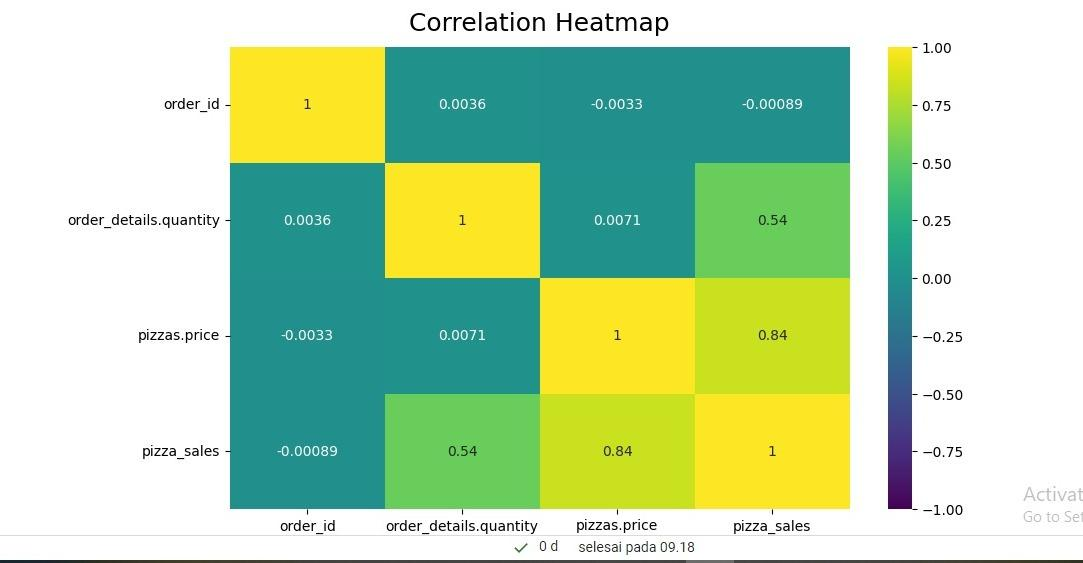 Correlation Heatmap
1.00
order_id 1 0.0036 -0.0033 -0.00089
0.75
0.50
order_details.quantity 0.0036 1 0.0071 0.54
0.25
0.00
pizzas.price -0.0033 0.0071 1 0.84
−0.25
−0.50
pizza_sales -0.00089 0.54 0.84 1
−0.75
Activat
−1.00
Go to Set
order_id order_details.quantity pizzas.price pizza_sales
0 d selesai pada 09.18